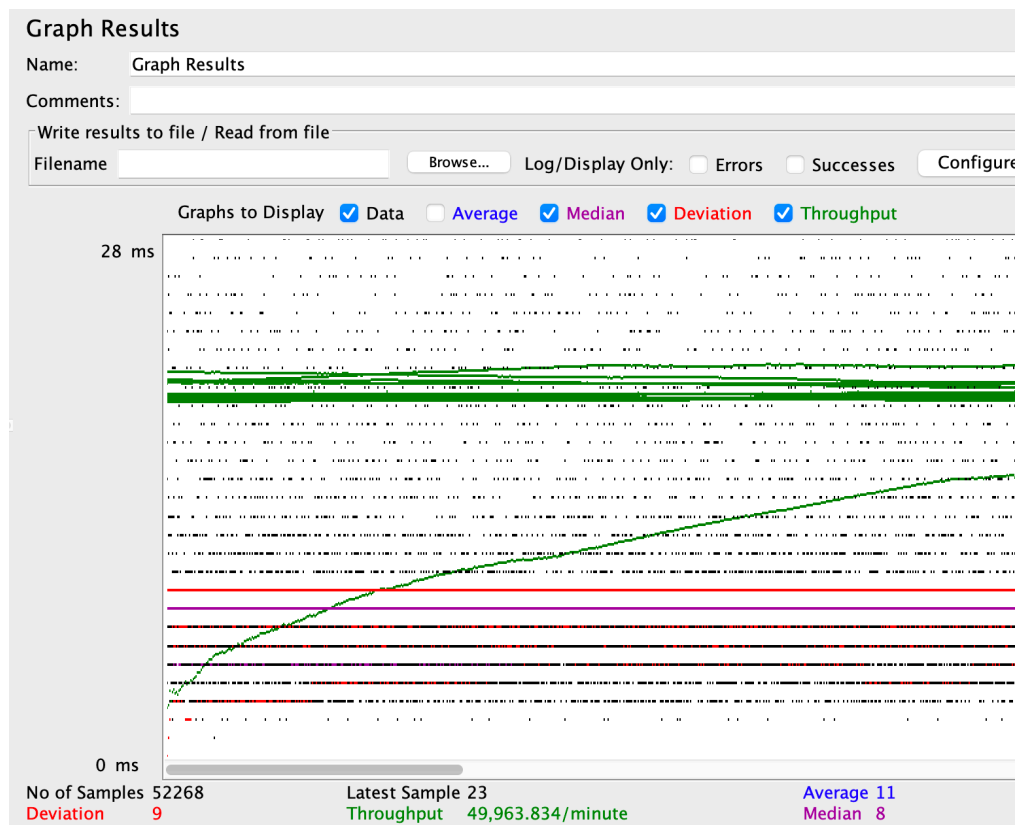 Graph Results
Name: Graph Results
Comments:
Write results to file / Read from file
Filename Browse... Log/Display Only: Errors Successes Configure
Graphs to Display Data Average Median Deviation Throughput
28 ms
0 ms
No of Samples 52268 Latest Sample 23 Average 11
Deviation 9 Throughput 49,963.834/minute Median 8